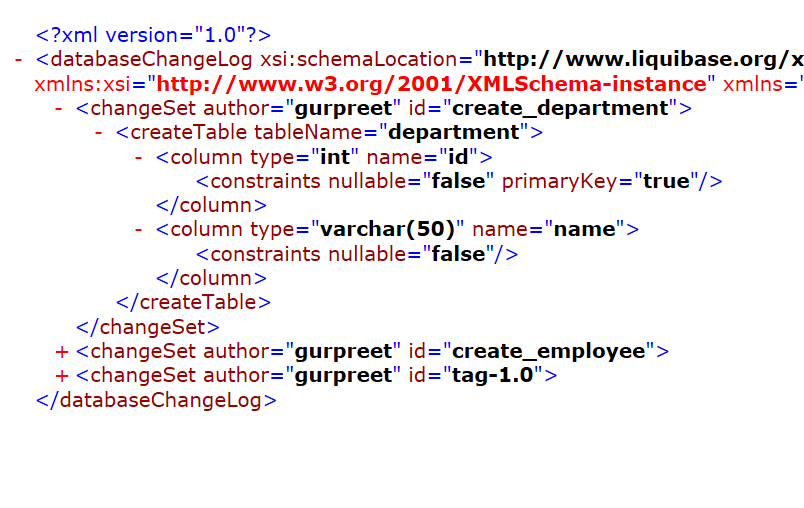 <?xml version="1.0"?>
- <databaseChangeLog xsi:schemaLocation="http://www.liquibase.org/x
xmlns:xsi="http://www.w3.org/2001/XMLSchema-instance" xmlns='
- <changeSet author="gurpreet" id="create_department">
- <createTable tableName="department">
- <column type="int" name="id">
<constraints nullable="false" primaryKey="true"/>
</column>
- <column type="varchar(50)" name="name">
<constraints nullable="false"/>
</column>
</createTable>
</changeSet>
+ <changeSet author="gurpreet" id="create_employee">
+ <changeSet author="gurpreet" id="tag-1.0">
</databaseChangeLog>